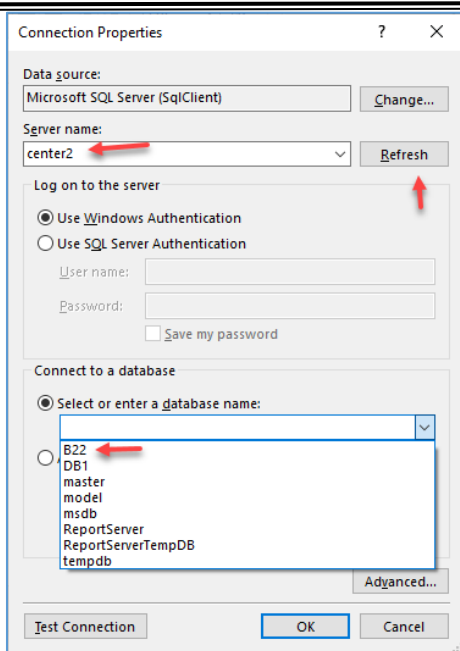 Connection Properties ? ×
Data source:
Microsoft SQL Server (SqlClient) Change...
Server name:
center2 Refresh
Log on to the server
Use Windows Authentication
Use SQL Server Authentication
User name:
Password:
Save my password
Connect to a database
Select or enter a database name:
B22
DB1
master
model
msdb
ReportServer
ReportServerTempDB
tempdb
Advanced...
Test Connection OK Cancel